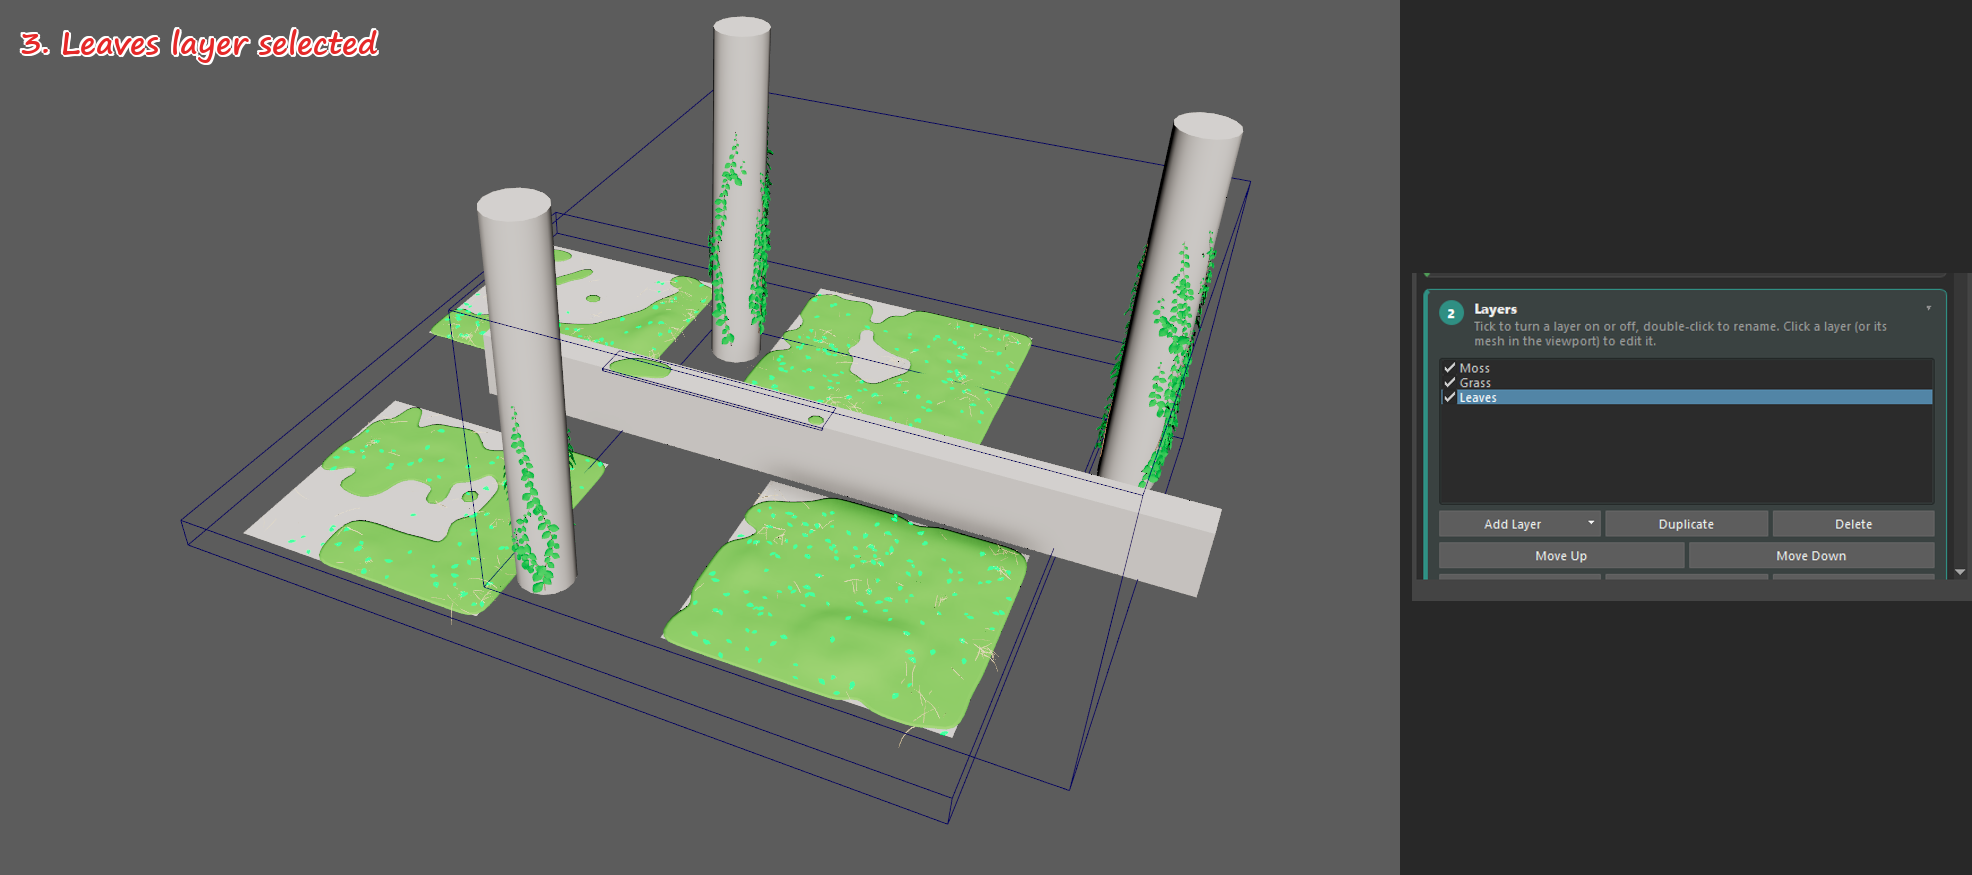 3. Leaves layer selected
2 Layers
Tick to turn a layer on or off, double-click to rename. Click a layer (or its
mesh in the viewport) to edit it.
Moss
Grass
Leaves
Add Layer
Duplicate
Delete
Move Up
Move Down